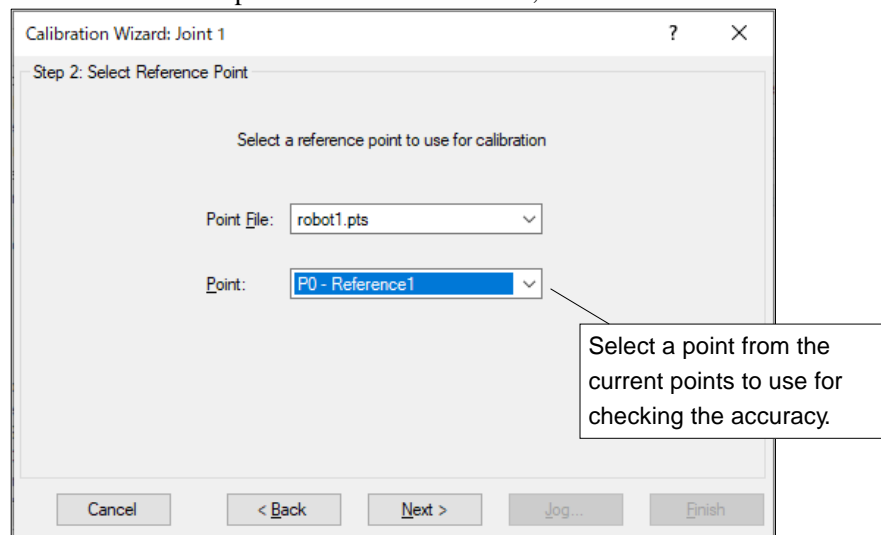 Calibration Wizard: Joint 1 ? ×
Step 2: Select Reference Point
Select a reference point to use for calibration
Point File: robot1.pts
Point: P0 - Reference1
Select a point from the
current points to use for
checking the accuracy.
Cancel < Back Next > Jog... Finish